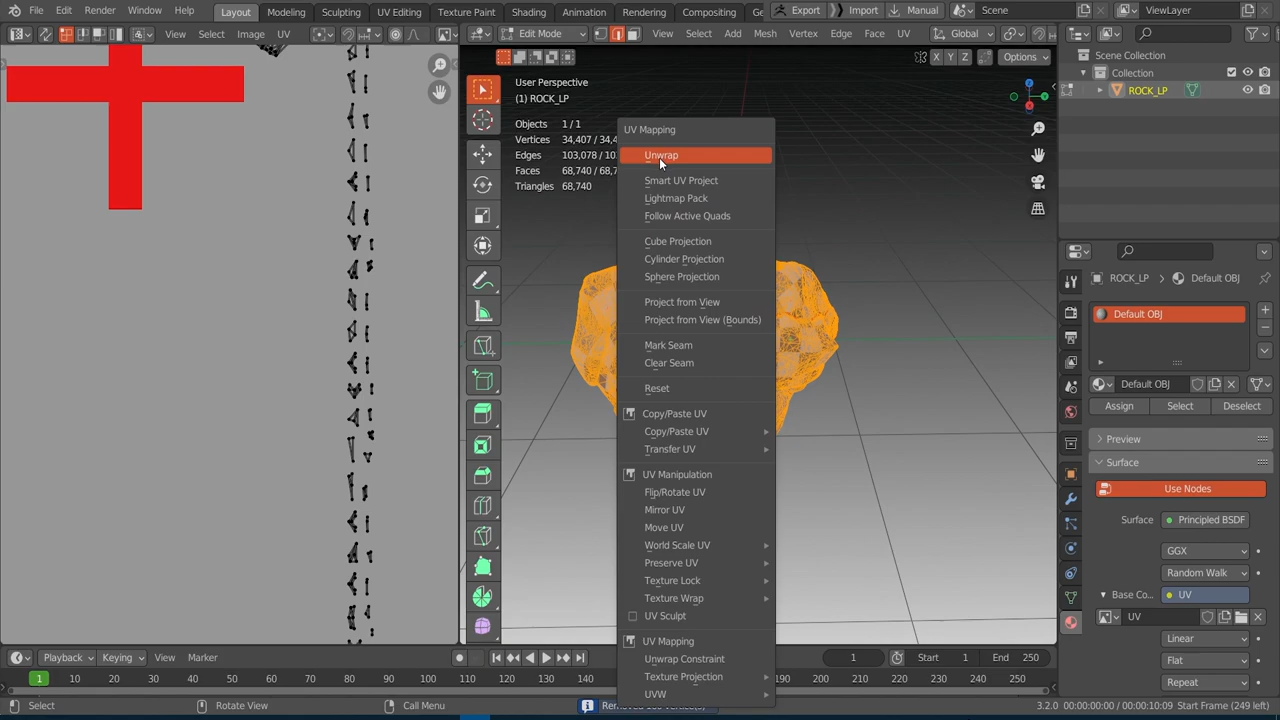 File Edit Render Window Help Layout Modeling Sculpting UV Editing Texture Paint Shading Animation Rendering Compositing Export Import Manual Scene ViewLayer
View Select Image UV
Edit Mode View Select Add Mesh Vertex Edge Face UV Global
X Y Z Options
User Perspective
(1) ROCK_LP
Objects 1 / 1
Vertices 34,407 / 34,4
Edges 103,078 / 10
Faces 68,740 / 68,7
Triangles 68,740
UV Mapping
Unwrap
Smart UV Project
Lightmap Pack
Follow Active Quads
Cube Projection
Cylinder Projection
Sphere Projection
Project from View
Project from View (Bounds)
Mark Seam
Clear Seam
Reset
Copy/Paste UV
Copy/Paste UV
Transfer UV
UV Manipulation
Flip/Rotate UV
Mirror UV
Move UV
World Scale UV
Preserve UV
Texture Lock
Texture Wrap
UV Sculpt
UV Mapping
Unwrap Constraint
Texture Projection
UVW
Scene Collection
Collection
ROCK_LP
ROCK_LP Default OBJ
Default OBJ
Default OBJ
Assign Select Deselect
Preview
Surface
Use Nodes
Surface Principled BSDF
GGX
Random Walk
Base Co... UV
UV
Linear
Flat
Repeat
Playback Keying View Marker 1 Start 1 End 250
1 10 20 30 40 50 60 70 80 90 100 110 120 130 140 190 200 210 220 230 240 250
Select Rotate View Call Menu 3.2.0 00:00:00:00 / 00:00:10:09 Start Frame (249 left)